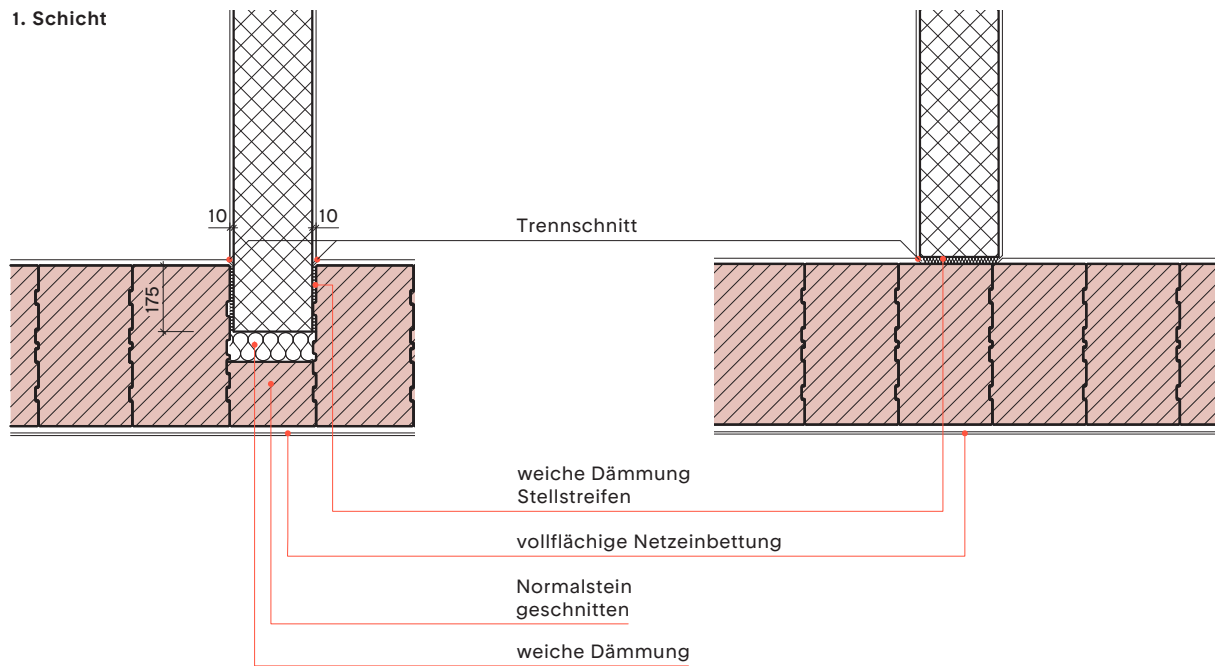 1. Schicht
10
10
Trennschnitt
175
weiche Dämmung
Stellstreifen
vollflächige Netzeinbettung
Normalstein
geschnitten
weiche Dämmung